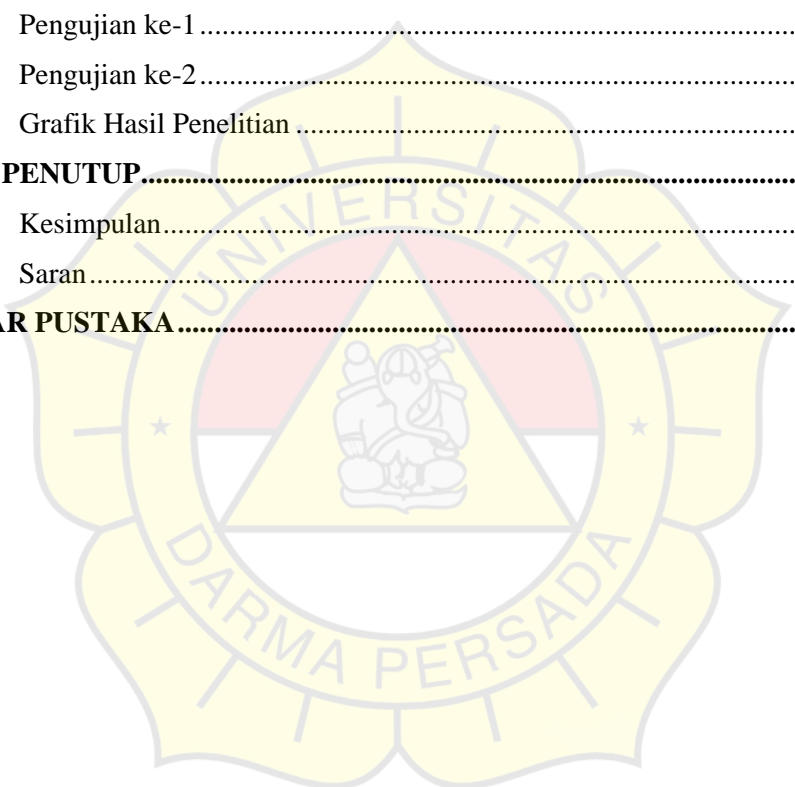 Pengujian ke-1 ........................................................................................
Pengujian ke-2 ........................................................................................
Grafik Hasil Penelitian ........................................................................
PENUTUP...............................................................................................
Kesimpulan.............................................................................................
Saran.......................................................................................................
PUSTAKA...............................................................................................
UNIVERSITAS
DARMA PERSADA